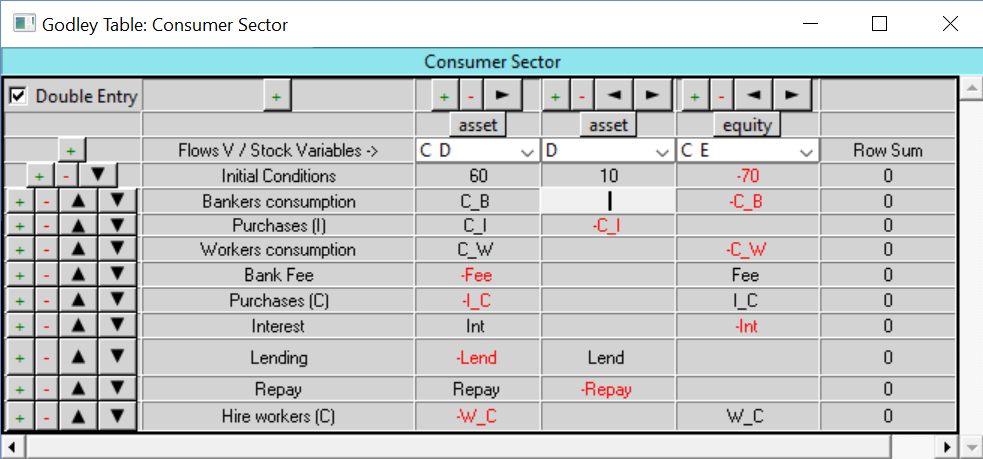 Godley Table: Consumer Sector
Consumer Sector
Double Entry + + - ► + - ◄ ► + - ◄ ►
asset asset equity
+ Flows V / Stock Variables -> C_D D C_E Row Sum
+ - ▼ Initial Conditions 60 10 -70 0
+ - ▲ ▼ Bankers consumption C_B -C_B 0
+ - ▲ ▼ Purchases (I) C_I -C_I 0
+ - ▲ ▼ Workers consumption C_W -C_W 0
+ - ▲ ▼ Bank Fee -Fee Fee 0
+ - ▲ ▼ Purchases (C) -I_C I_C 0
+ - ▲ ▼ Interest Int -Int 0
+ - ▲ ▼ Lending -Lend Lend 0
+ - ▲ ▼ Repay Repay -Repay 0
+ - ▲ ▼ Hire workers (C) -W_C W_C 0